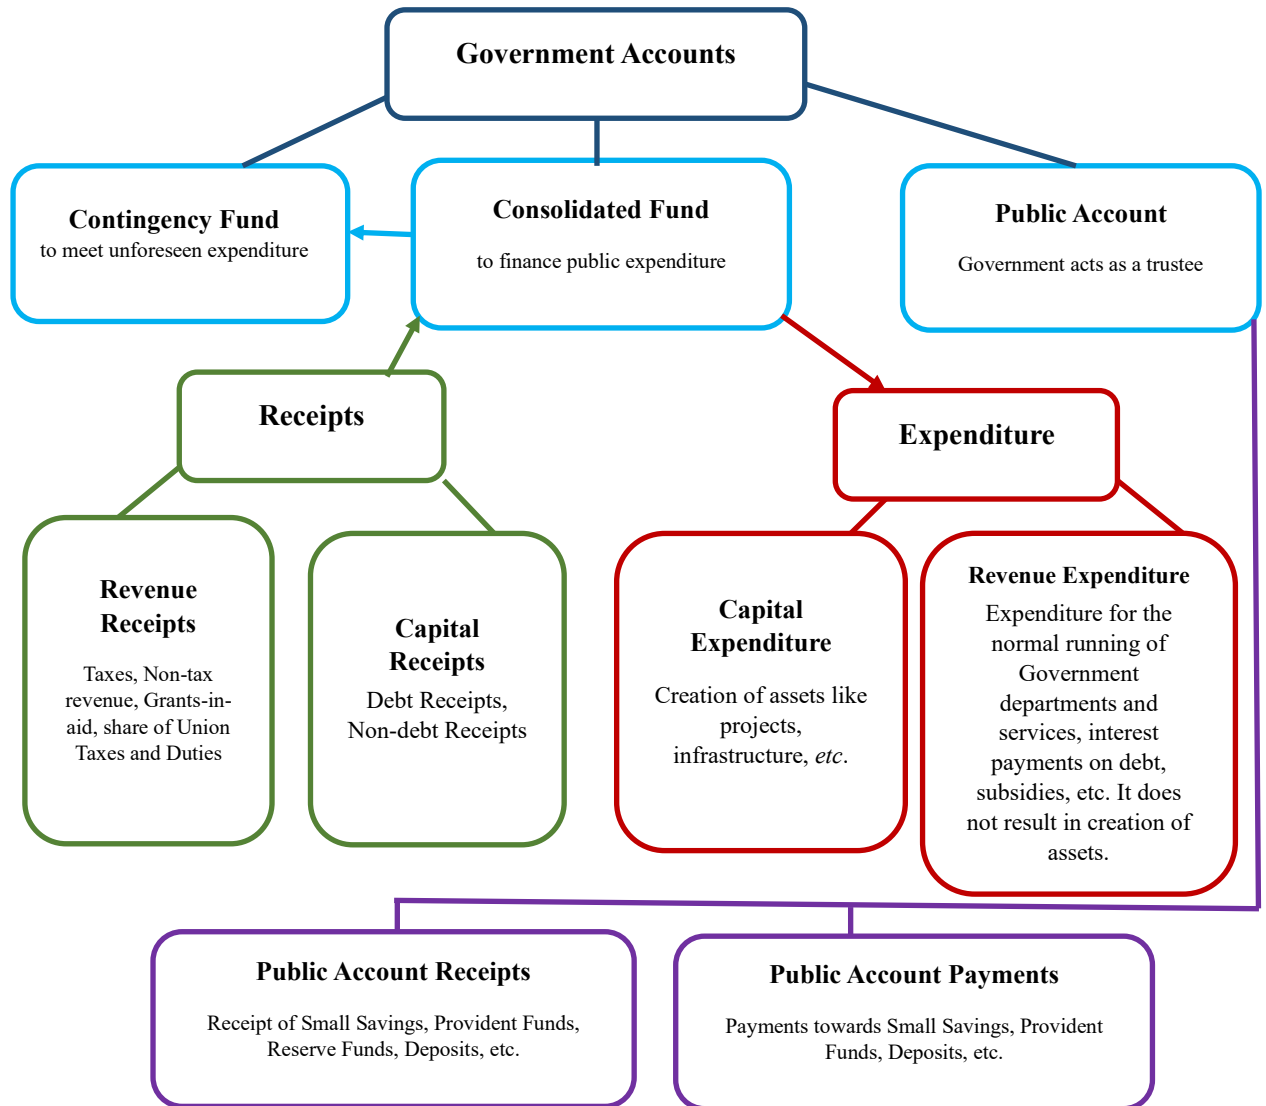 Government Accounts
Contingency Fund
to meet unforeseen expenditure
Consolidated Fund
to finance public expenditure
Public Account
Government acts as a trustee
Receipts
Expenditure
Revenue
Receipts
Taxes, Non-tax
revenue, Grants-in-
aid, share of Union
Taxes and Duties
Capital
Receipts
Debt Receipts,
Non-debt Receipts
Capital
Expenditure
Creation of assets like
projects,
infrastructure, etc.
Revenue Expenditure
Expenditure for the
normal running of
Government
departments and
services, interest
payments on debt,
subsidies, etc. It does
not result in creation of
assets.
Public Account Receipts
Receipt of Small Savings, Provident Funds,
Reserve Funds, Deposits, etc.
Public Account Payments
Payments towards Small Savings, Provident
Funds, Deposits, etc.